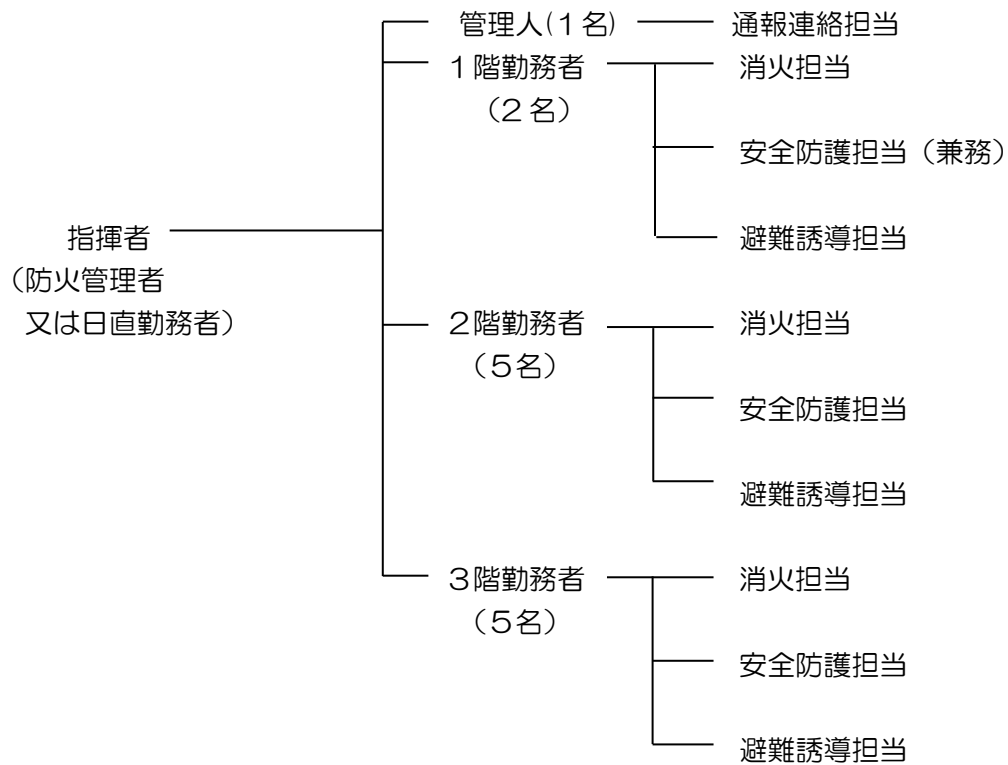 管理人(１名) 通報連絡担当
１階勤務者 消火担当
（２名）
安全防護担当（兼務）
避難誘導担当
指揮者
（防火管理者
又は日直勤務者）
２階勤務者 消火担当
（５名）
安全防護担当
避難誘導担当
３階勤務者 消火担当
（５名）
安全防護担当
避難誘導担当